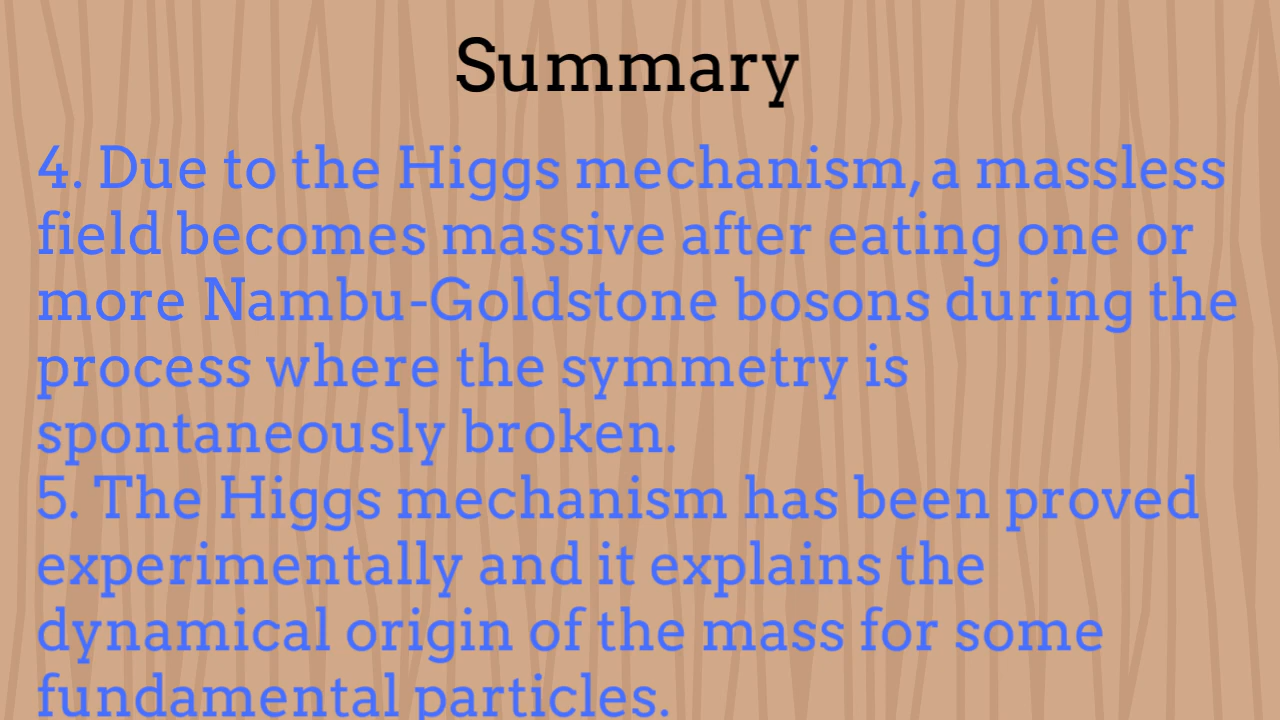 Summary
4. Due to the Higgs mechanism, a massless
field becomes massive after eating one or
more Nambu-Goldstone bosons during the
process where the symmetry is
spontaneously broken.
5. The Higgs mechanism has been proved
experimentally and it explains the
dynamical origin of the mass for some
fundamental particles.